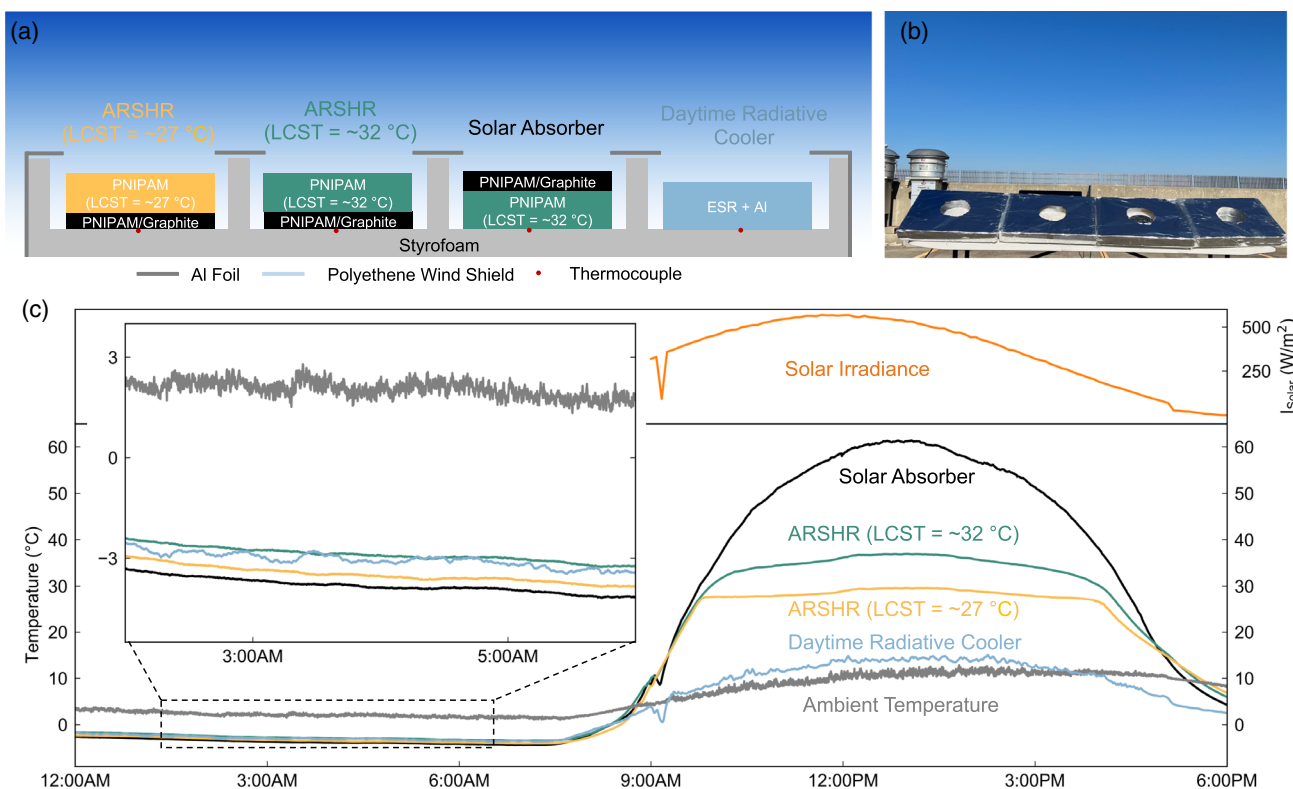 (a)
ARSHR
(LCST = ~27 °C)
ARSHR
(LCST = ~32 °C)
Solar Absorber
Daytime Radiative
Cooler
PNIPAM
(LCST = ~27 °C)
PNIPAM/Graphite
PNIPAM
(LCST = ~32 °C)
PNIPAM/Graphite
PNIPAM/Graphite
PNIPAM
(LCST = ~32 °C)
ESR + Al
Styrofoam
Al Foil
Polyethene Wind Shield
Thermocouple
(b)
(c)
3
0
−3
3:00AM
5:00AM
Solar Irradiance
500
250
I Solar (W/m²)
Temperature (°C)
60
50
40
30
20
10
0
Solar Absorber
ARSHR (LCST = ~32 °C)
ARSHR (LCST = ~27 °C)
Daytime Radiative Cooler
Ambient Temperature
60
50
40
30
20
10
0
12:00AM
3:00AM
6:00AM
9:00AM
12:00PM
3:00PM
6:00PM